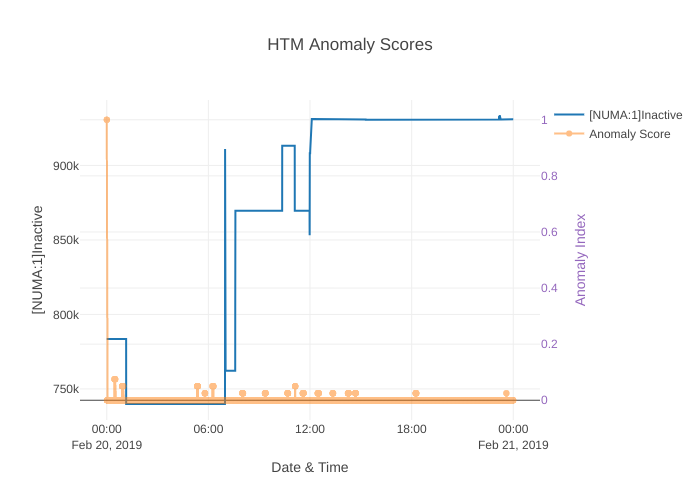 HTM Anomaly Scores
[NUMA:1]Inactive
Anomaly Score
900k
850k
800k
750k
[NUMA:1]Inactive
1
0.8
0.6
0.4
0.2
0
Anomaly Index
00:00
Feb 20, 2019
06:00
12:00
18:00
00:00
Feb 21, 2019
Date & Time